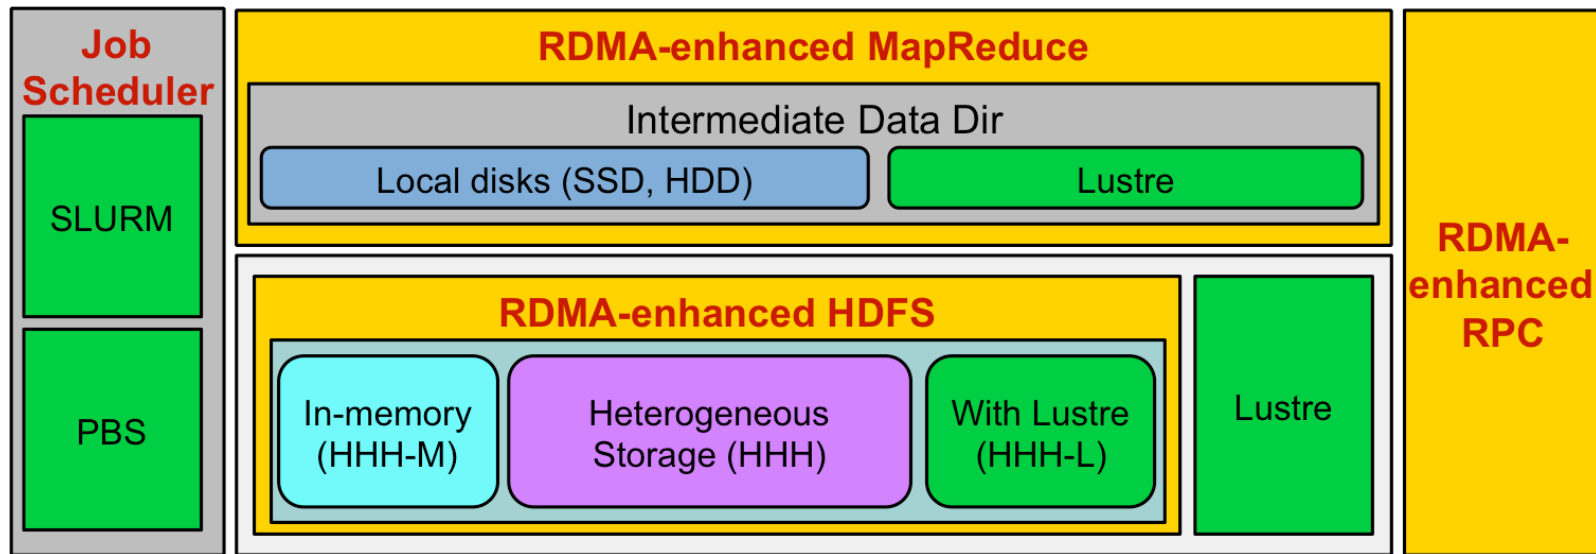 Job
Scheduler
SLURM
PBS
RDMA-enhanced MapReduce
Intermediate Data Dir
Local disks (SSD, HDD)
Lustre
RDMA-enhanced HDFS
In-memory
(HHH-M)
Heterogeneous
Storage (HHH)
With Lustre
(HHH-L)
Lustre
RDMA-
enhanced
RPC